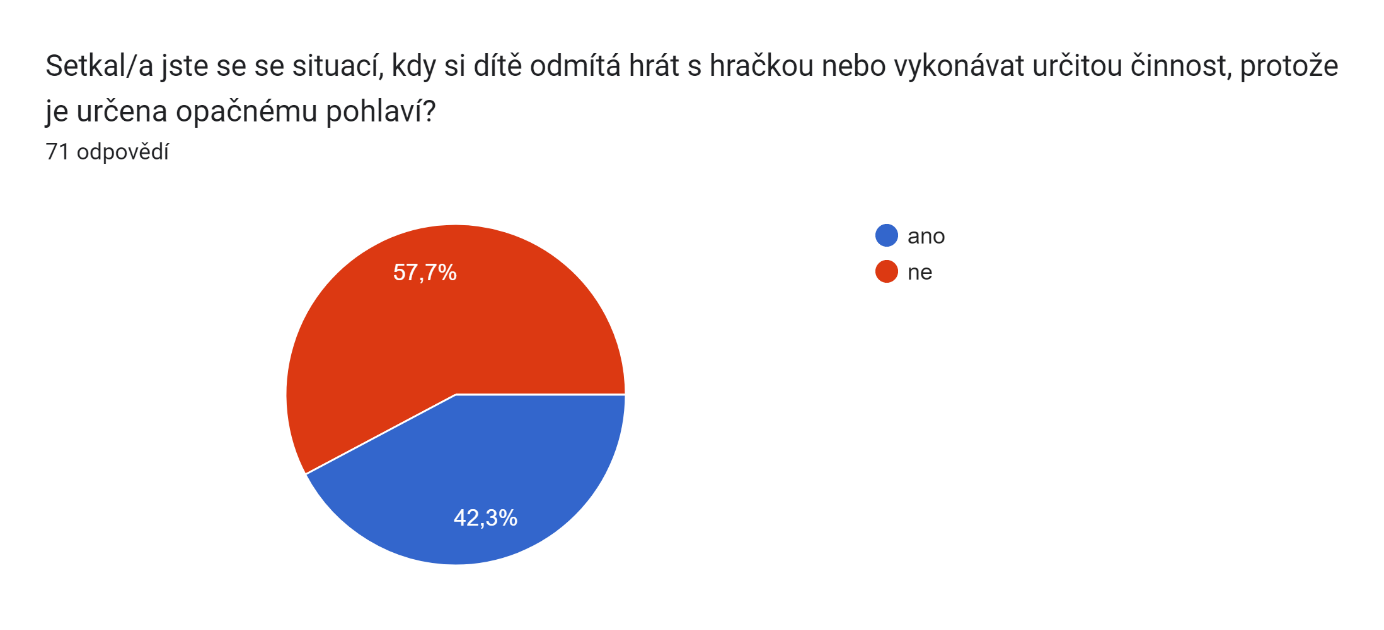 Setkal/a jste se se situací, kdy si dítě odmítá hrát s hračkou nebo vykonávat určitou činnost, protože
je určena opačnému pohlaví?
71 odpovědí
ano
ne
57,7%
42,3%